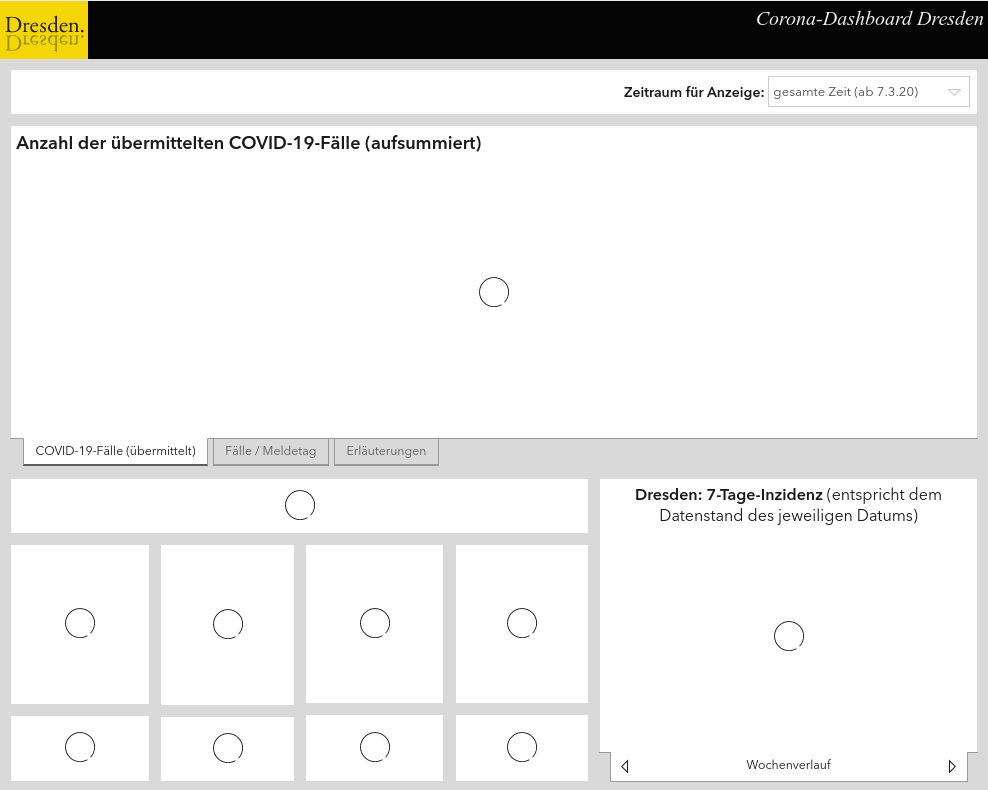 Dresden.
Dresden.
Corona-Dashboard Dresden
Zeitraum für Anzeige: gesamte Zeit (ab 7.3.20)
Anzahl der übermittelten COVID-19-Fälle (aufsummiert)
COVID-19-Fälle (übermittelt) Fälle / Meldetag Erläuterungen
Dresden: 7-Tage-Inzidenz (entspricht dem
Datenstand des jeweiligen Datums)
Wochenverlauf